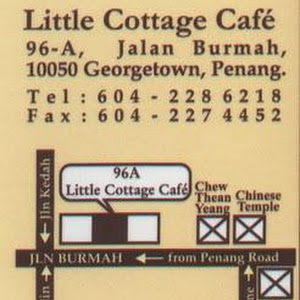 Little Cottage Café
96-A, Jalan Burmah,
10050 Georgetown, Penang.
Tel: 604 - 228 6218
Fax: 604 - 227 4452
96A
Little Cottage Café
Chew
Thean
Yeang
Chinese
Temple
Jln Kedah
JLN BURMAH
from Penang Road